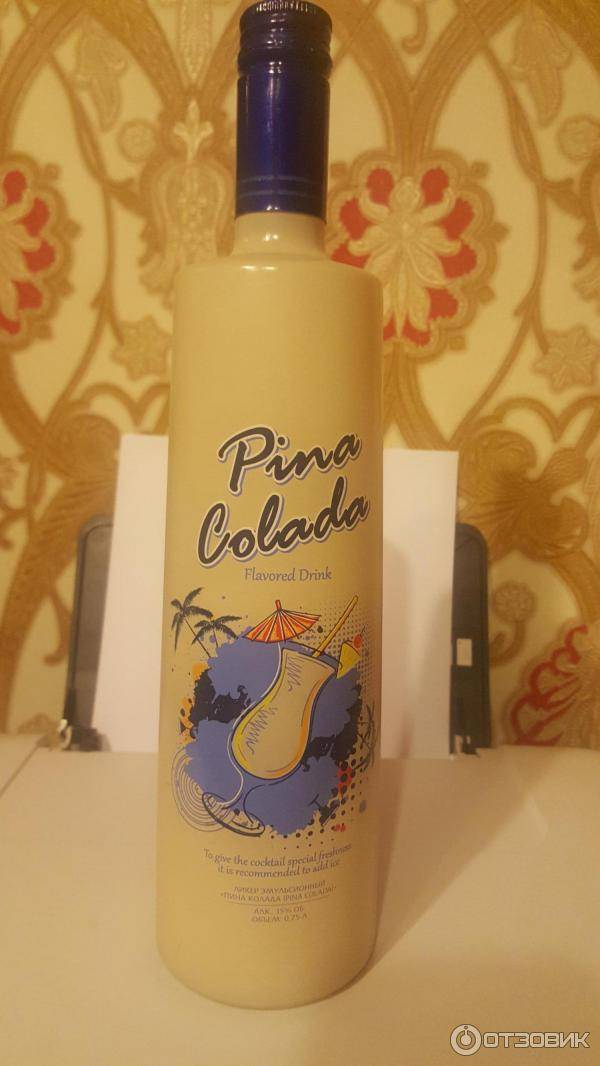 Pina
Colada
Flavored Drink
To give the cocktail special freshness
it is recommended to add ice
ЛИКЕР ЭМУЛЬСИОННЫЙ
«ПИНА КОЛАДА (PINA COLADA)»
АЛК. 15% ОБ.
ОБЪЕМ: 0,75 Л
ОТЗОВИК